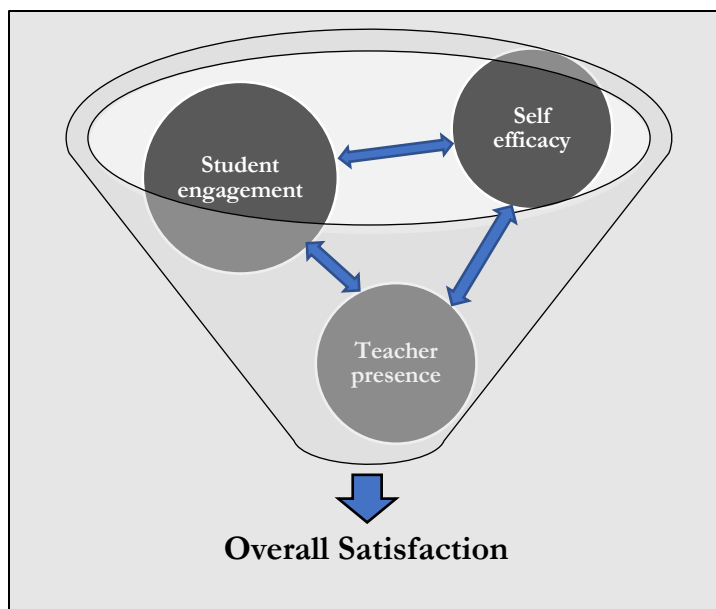 Self
efficacy
Student
engagement
Teacher
presence
Overall Satisfaction